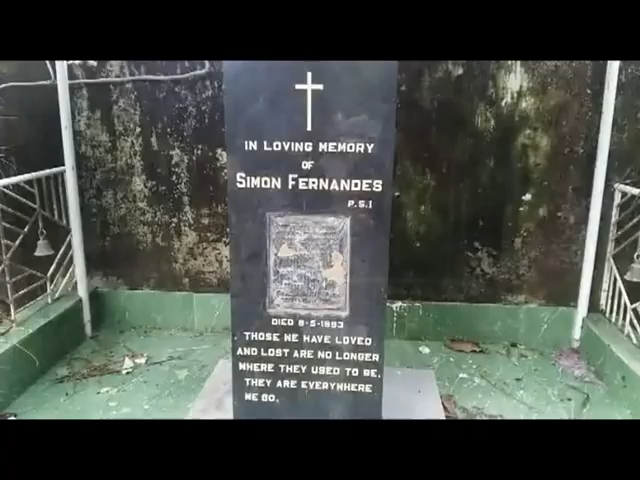 IN LOVING MEMORY
OF
SIMON FERNANDES
P.S.I
DIED 8-5-1993
THOSE WE HAVE LOVED
AND LOST ARE NO LONGER
WHERE THEY USED TO BE.
THEY ARE EVERYWHERE
WE GO.